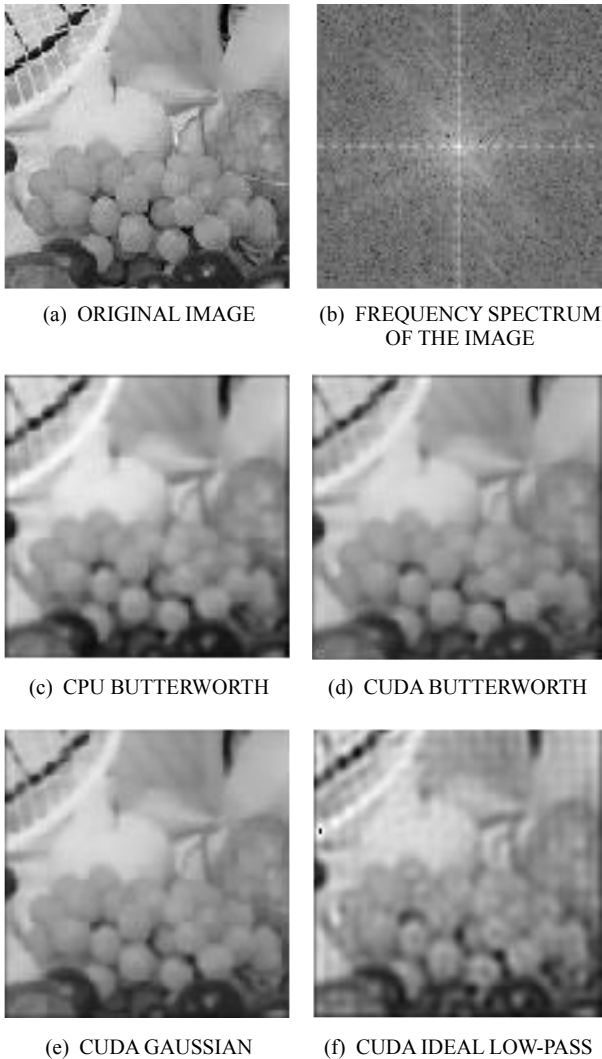 (a) ORIGINAL IMAGE
(b) FREQUENCY SPECTRUM
OF THE IMAGE
(c) CPU BUTTERWORTH
(d) CUDA BUTTERWORTH
(e) CUDA GAUSSIAN
(f) CUDA IDEAL LOW-PASS